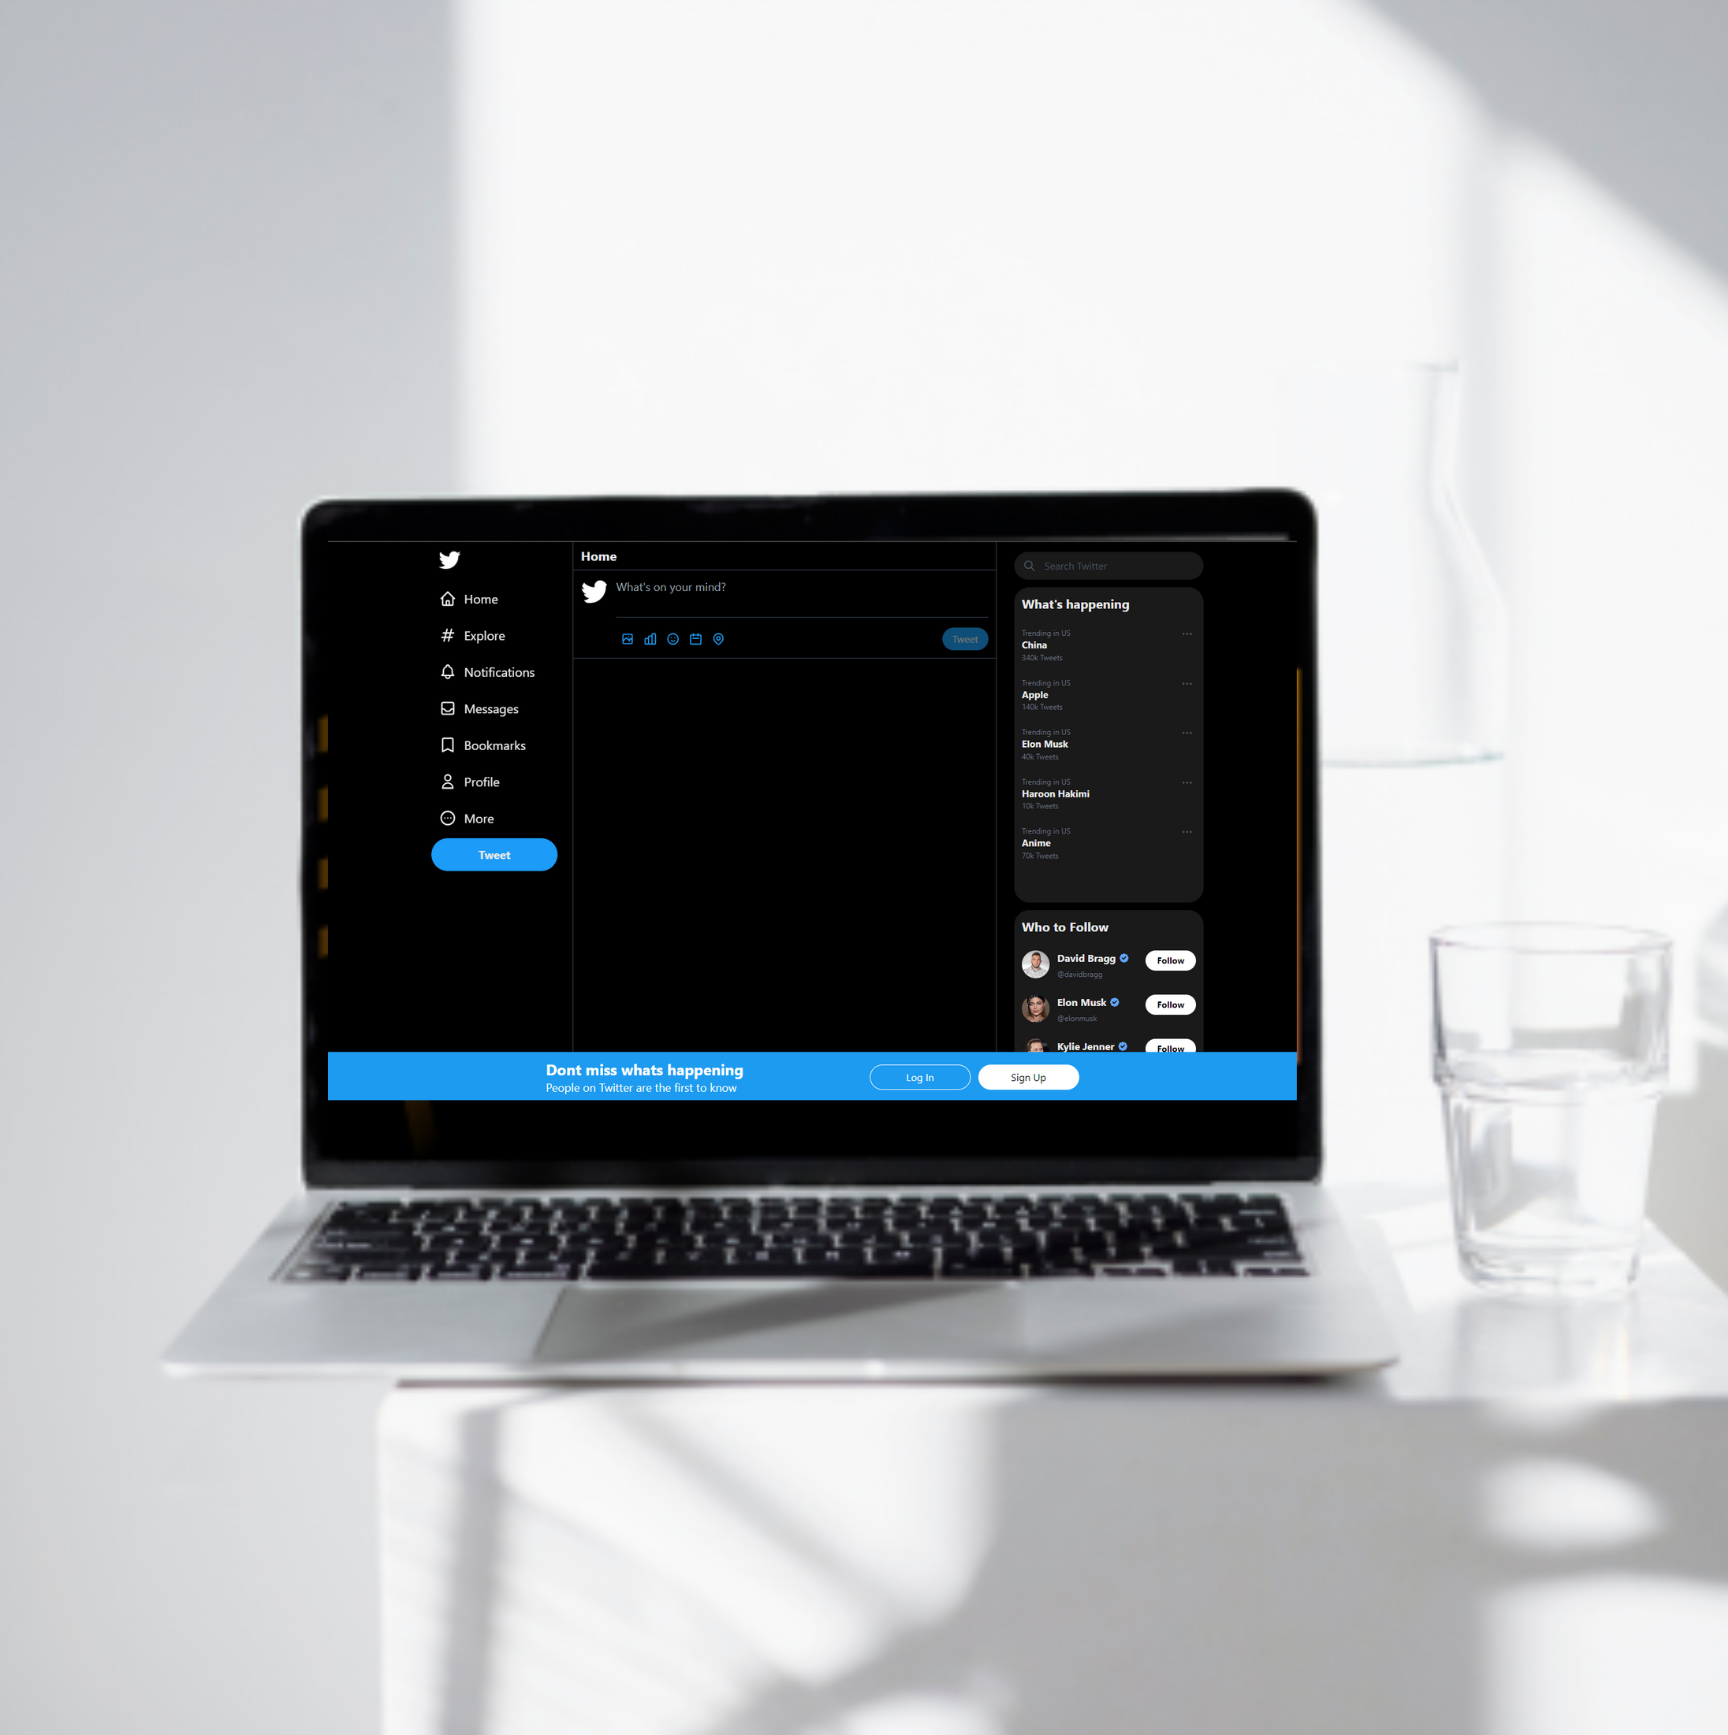 Home
Explore
Notifications
Messages
Bookmarks
Profile
More
Tweet
Home
What's on your mind?
Tweet
Search Twitter
What's happening
Trending in US
China
340k Tweets
Trending in US
Apple
140k Tweets
Trending in US
Elon Musk
40k Tweets
Trending in US
Haroon Hakimi
10k Tweets
Trending in US
Anime
70k Tweets
Who to Follow
David Bragg
@davidbragg
Follow
Elon Musk
@elonmusk
Follow
Kylie Jenner
Follow
Dont miss whats happening
People on Twitter are the first to know
Log In
Sign Up